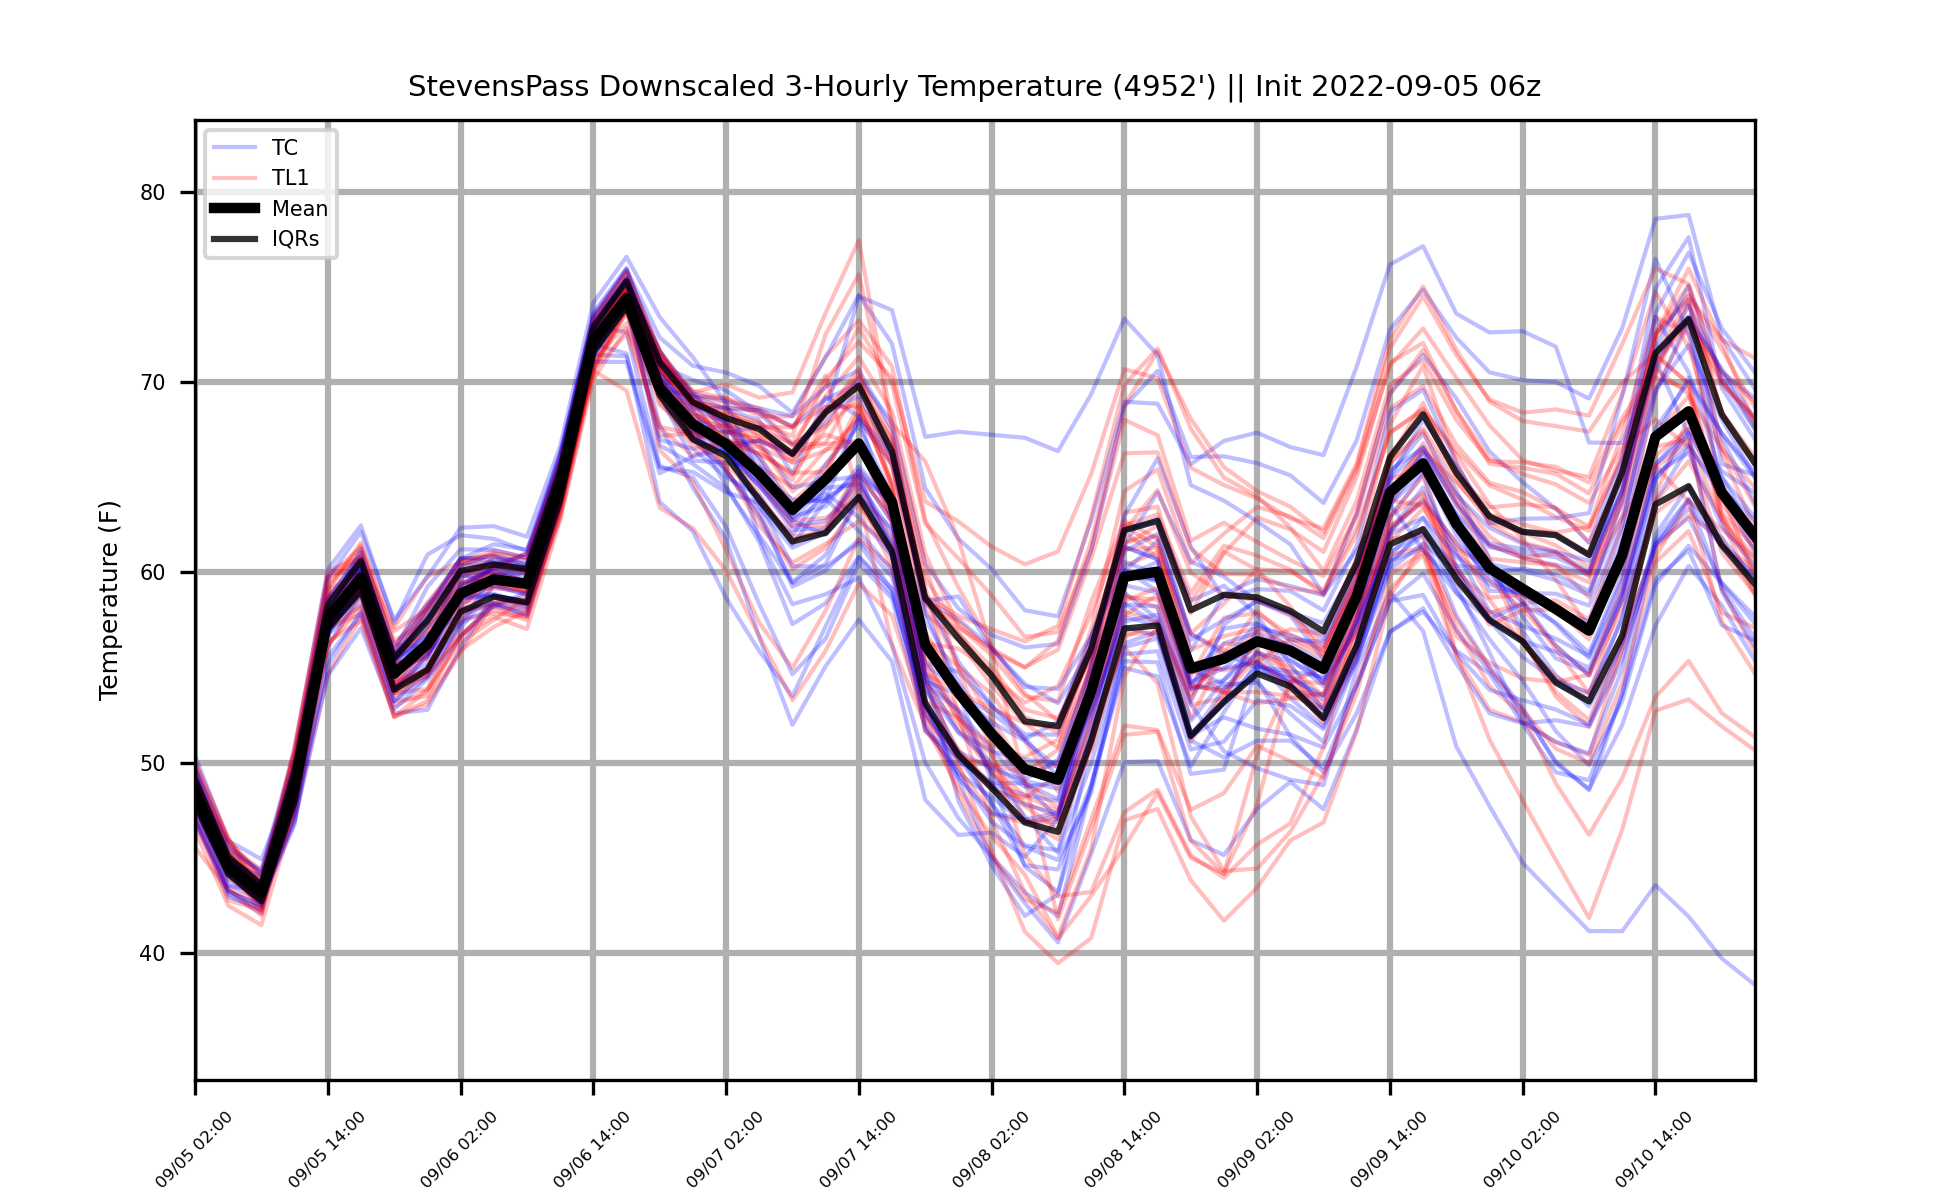 StevensPass Downscaled 3-Hourly Temperature (4952') || Init 2022-09-05 06z
TC
TL1
Mean
IQRs
Temperature (F)
80
70
60
50
40
09/05 02:00
09/05 14:00
09/06 02:00
09/06 14:00
09/07 02:00
09/07 14:00
09/08 02:00
09/08 14:00
09/09 02:00
09/09 14:00
09/10 02:00
09/10 14:00